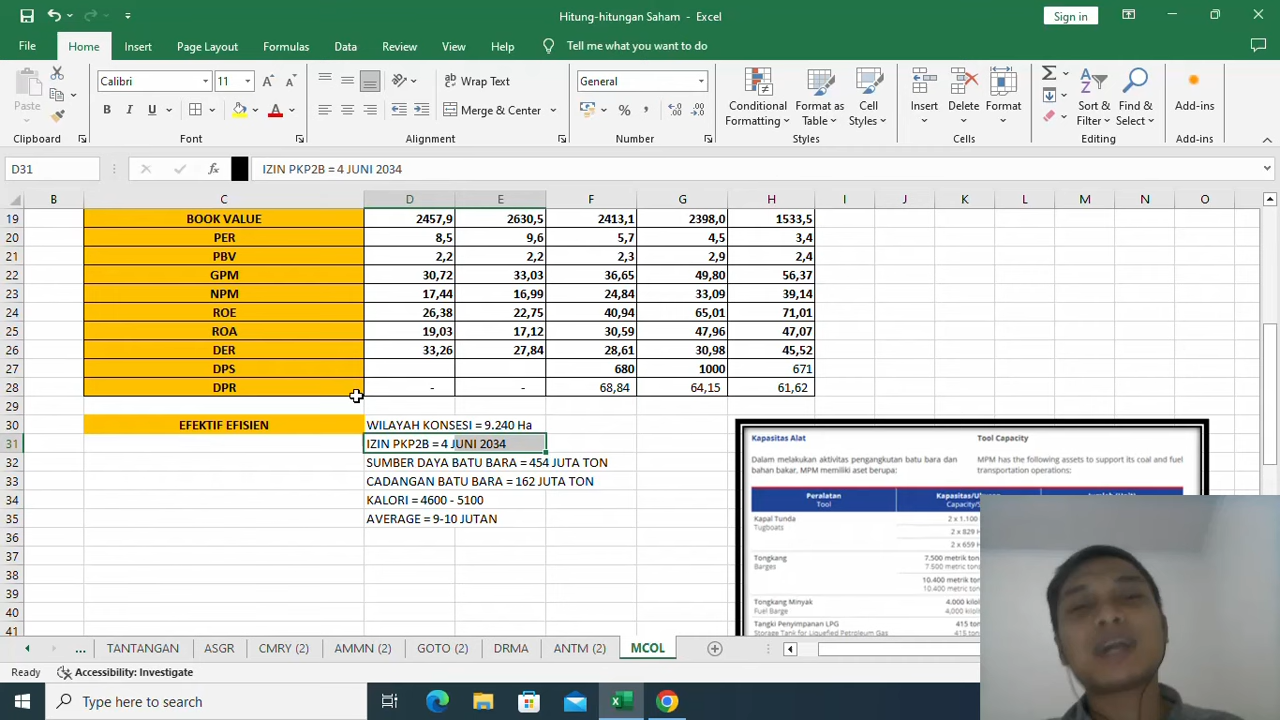 Hitung-hitungan Saham - Excel
Sign in
File Home Insert Page Layout Formulas Data Review View Help Tell me what you want to do
Paste
Calibri 11
Wrap Text
General
Conditional Formatting
Format as Table
Cell Styles
Insert Delete Format
Sort & Filter
Find & Select
Add-ins
B I U
A
Merge & Center
%
Clipboard Font Alignment Number Styles Cells Editing Add-ins
D31 fx IZIN PKP2B = 4 JUNI 2034
B C D E F G H I J K L M N O
19 BOOK VALUE 2457,9 2630,5 2413,1 2398,0 1533,5
20 PER 8,5 9,6 5,7 4,5 3,4
21 PBV 2,2 2,2 2,3 2,9 2,4
22 GPM 30,72 33,03 36,65 49,80 56,37
23 NPM 17,44 16,99 24,84 33,09 39,14
24 ROE 26,38 22,75 40,94 65,01 71,01
25 ROA 19,03 17,12 30,59 47,96 47,07
26 DER 33,26 27,84 28,61 30,98 45,52
27 DPS 680 1000 671
28 DPR - - 68,84 64,15 61,62
29
30 EFEKTIF EFISIEN WILAYAH KONSESI = 9.240 Ha
31 IZIN PKP2B = 4 JUNI 2034
32 SUMBER DAYA BATU BARA = 454 JUTA TON
33 CADANGAN BATU BARA = 162 JUTA TON
34 KALORI = 4600 - 5100
35 AVERAGE = 9-10 JUTAN
36
37
38
39
40
41
Kapasitas Alat
Dalam melakukan aktivitas pengangkutan batu bara dan
bahan bakar. MPM memiliki aset berupa:
Tool Capacity
MPM has the following assets to support its coal and fuel
transportation operations:
Peralatan
Tool
Kapal Tunda
Tugboats
2 x 1.100
2 x 829 H
2 x 659 H
Tongkang
Barges
7.500 metrik ton
7.500 metric ton
10.400 metrik
10.400 metric
Tongkang Minyak
Fuel Barge
4.000
4.000
Tangki Penyimpanan LPG
Storage Tank for Liquefied Petroleum Gas
415 ton
... TANTANGAN ASGR CMRY (2) AMMN (2) GOTO (2) DRMA ANTM (2) MCOL
Ready Accessibility: Investigate
Type here to search